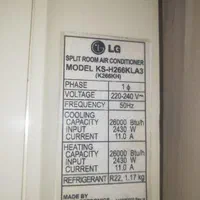 LG
SPLIT ROOM AIR CONDITIONER
MODEL KS-H266KLA3
(K266KH)
PHASE 1 ϕ
VOLTAGE 220-240 V~
FREQUENCY 50Hz
COOLING
CAPACITY 26000 Btu/h
INPUT 2430 W
AMPERE 11.0 A
HEATING
CAPACITY 26000 Btu/h
INPUT 2430 W
AMPERE 11.0 A
REFRIGERANT R22, 1.17 kg
MADE BY